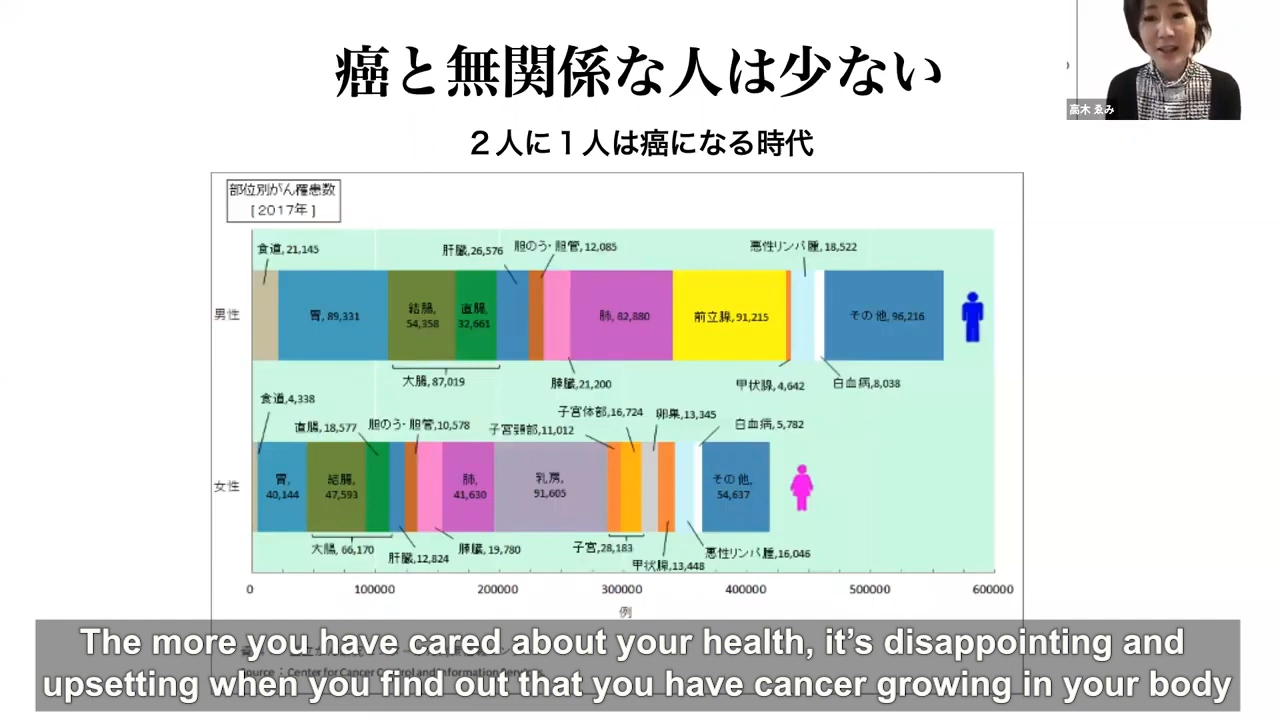 癌と無関係な人は少ない
高木 ゑみ
2人に1人は癌になる時代
部位別がん罹患数
[2017年]
食道,21,145
肝臓,26,576
胆のう・胆管,12,085
悪性リンパ腫,18,522
男性
胃, 89,331
結腸,
54,358
直腸,
32,661
肺, 82,880
前立腺, 91,215
その他, 96,216
大腸, 87,019
膵臓,21,200
甲状腺, 4,642
白血病,8,038
食道,4,338
直腸, 18,577
胆のう・胆管,10,578
子宮頸部,11,012
子宮体部,16,724
卵巣,13,345
白血病, 5,782
女性
胃,
40,144
結腸,
47,593
肺,
41,630
乳房,
91,605
その他,
54,637
大腸, 66,170
肝臓,12,824
膵臓, 19,780
子宮,28,183
甲状腺,13,448
悪性リンパ腫,16,046
0
100000
200000
300000
400000
500000
600000
例
Source : Center for Cancer Control and Information Services
The more you have cared about your health, it’s disappointing and
upsetting when you find out that you have cancer growing in your body